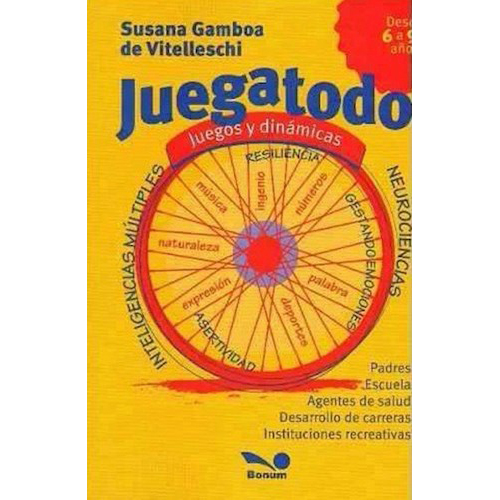 Susana Gamboa
de Vitelleschi
6 a
Juegatodo
Juegos y dinámicas
RESILIENCIA
INTELIGENCIAS MÚLTIPLES
NEUROCIENCIAS
GESTANDO EMOCIONES
ASERTIVIDAD
música
ingenio
números
naturaleza
palabra
expresión
deportes
Padres
Escuela
Agentes de salud
Desarrollo de carreras
Instituciones recreativas
Bonum